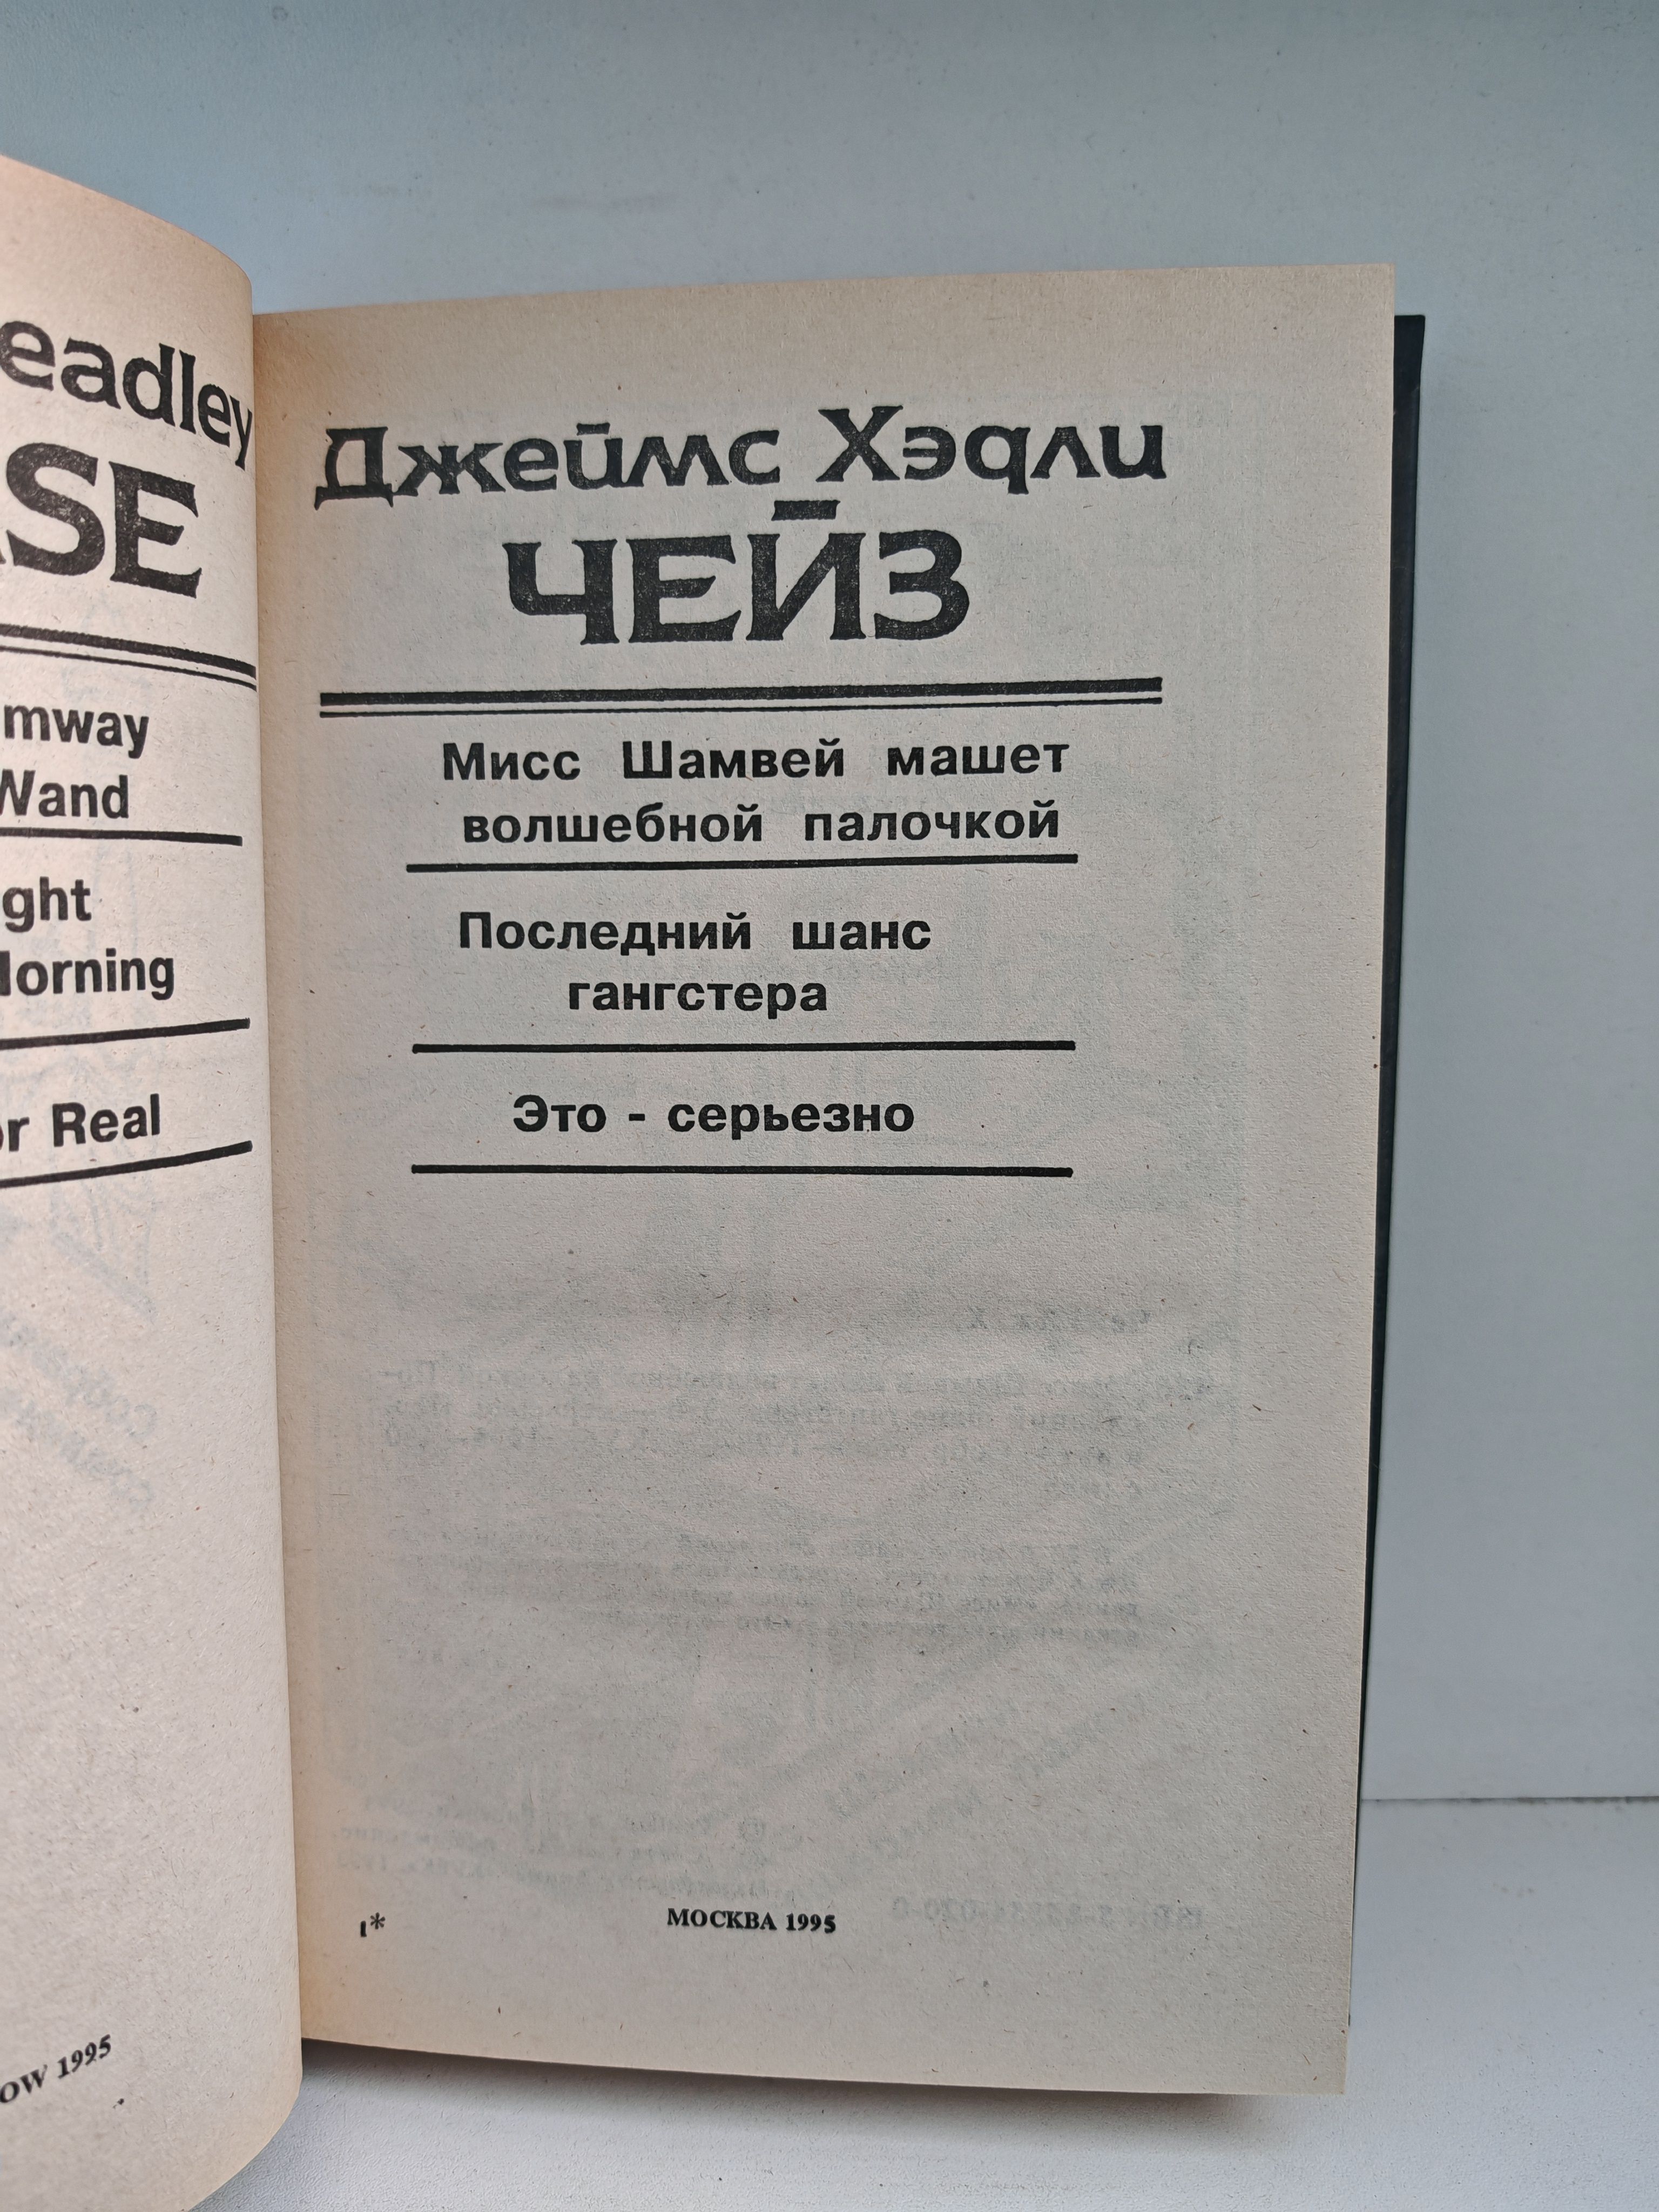 eadley
ASE
mway
Wand
ght
Morning
or Real
OW 1995
Джеймс Хэдли
ЧЕЙЗ
Мисс Шамвей машет
волшебной палочкой
Последний шанс
гангстера
Это - серьезно
1*
МОСКВА 1995